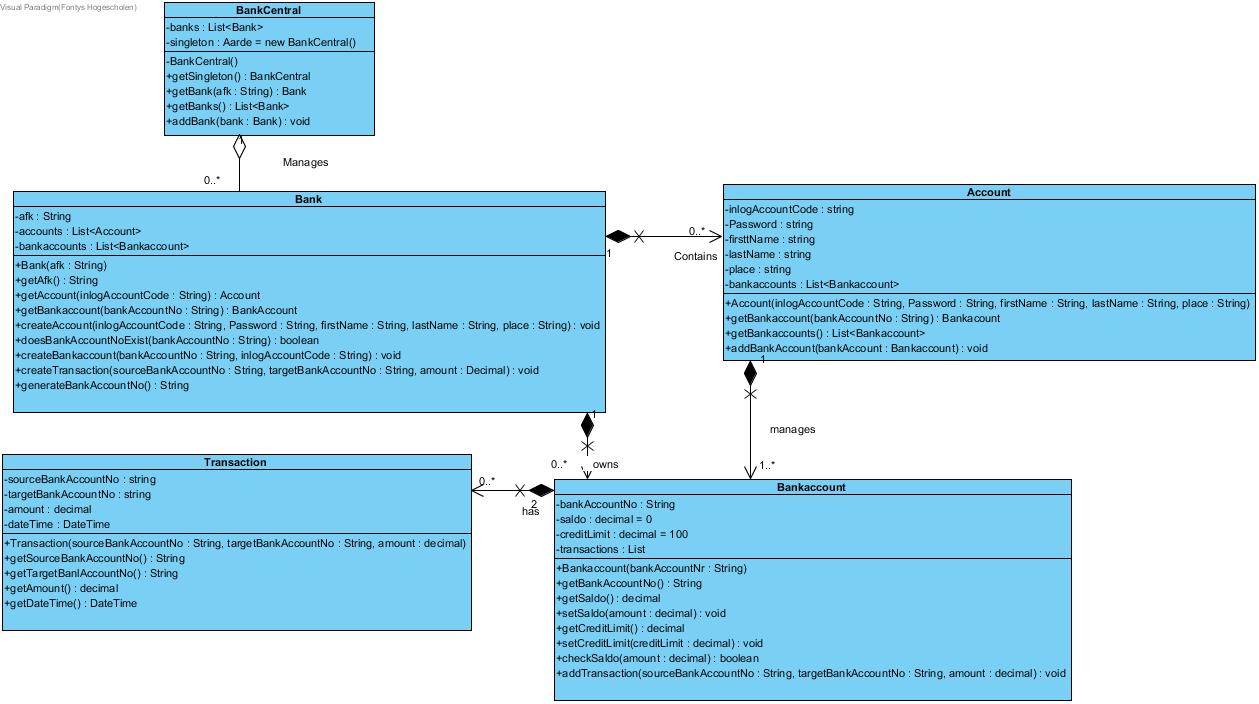 Visual Paradigm(Fontys Hogescholen)
BankCentral
-banks : List<Bank>
-singleton : Aarde = new BankCentral()
-BankCentral()
+getSingleton() : BankCentral
+getBank(afk : String) : Bank
+getBanks() : List<Bank>
+addBank(bank : Bank) : void
1
Manages
0..*
Bank
-afk : String
-accounts : List<Account>
-bankaccounts : List<Bankaccount>
+Bank(afk : String)
+getAfk() : String
+getAccount(inlogAccountCode : String) : Account
+getBankaccount(bankAccountNo : String) : BankAccount
+createAccount(inlogAccountCode : String, Password : String, firstName : String, lastName : String, place : String) : void
+doesBankAccountNoExist(bankAccountNo : String) : boolean
+createBankaccount(bankAccountNo : String, inlogAccountCode : String) : void
+createTransaction(sourceBankAccountNo : String, targetBankAccountNo : String, amount : Decimal) : void
+generateBankAccountNo() : String
1
0..*
Contains
Account
-inlogAccountCode : string
-Password : string
-firsttName : string
-lastName : string
-place : string
-bankaccounts : List<Bankaccount>
+Account(inlogAccountCode : String, Password : String, firstName : String, lastName : String, place : String)
+getBankaccount(bankAccountNo : String) : Bankacount
+getBankaccounts() : List<Bankaccount>
+addBankAccount(bankAccount : Bankaccount) : void
1
manages
1..*
1
0..*
owns
Transaction
-sourceBankAccountNo : string
-targetBankAccountNo : string
-amount : decimal
-dateTime : DateTime
+Transaction(sourceBankAccountNo : String, targetBankAccountNo : String, amount : decimal)
+getSourceBankAccountNo() : String
+getTargetBanlAccountNo() : String
+getAmount() : decimal
+getDateTime() : DateTime
0..*
2
has
Bankaccount
-bankAccountNo : String
-saldo : decimal = 0
-creditLimit : decimal = 100
-transactions : List
+Bankaccount(bankAccountNr : String)
+getBankAccountNo() : String
+getSaldo() : decimal
+setSaldo(amount : decimal) : void
+getCreditLimit() : decimal
+setCreditLimit(creditLimit : decimal) : void
+checkSaldo(amount : decimal) : boolean
+addTransaction(sourceBankAccountNo : String, targetBankAccountNo : String, amount : decimal) : void